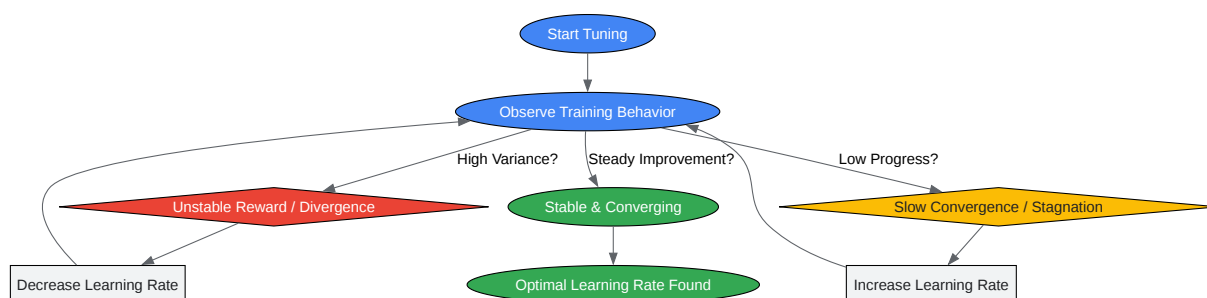 Start Tuning
Observe Training Behavior
High Variance?
Steady Improvement?
Low Progress?
Unstable Reward / Divergence
Stable & Converging
Slow Convergence / Stagnation
Decrease Learning Rate
Optimal Learning Rate Found
Increase Learning Rate